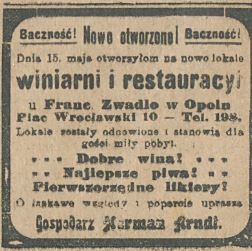 Baczność! Nowo otworzone! Baczność!
Dnia 15. maja otworzyłem na nowo lokale
winiarni i restauracyi
u Franc. Zwadlo w Opolu
Plac Wrocławski 10 — Tel. 198.
Lokale zostały odnowione i stanowią dla
gości miły pobyt.
Dobre wina!
Najlepsze piwa!
Pierwszorzędne likiery!
O łaskawe względy i poparcie uprasza
Gospodarz Herman Arndt.